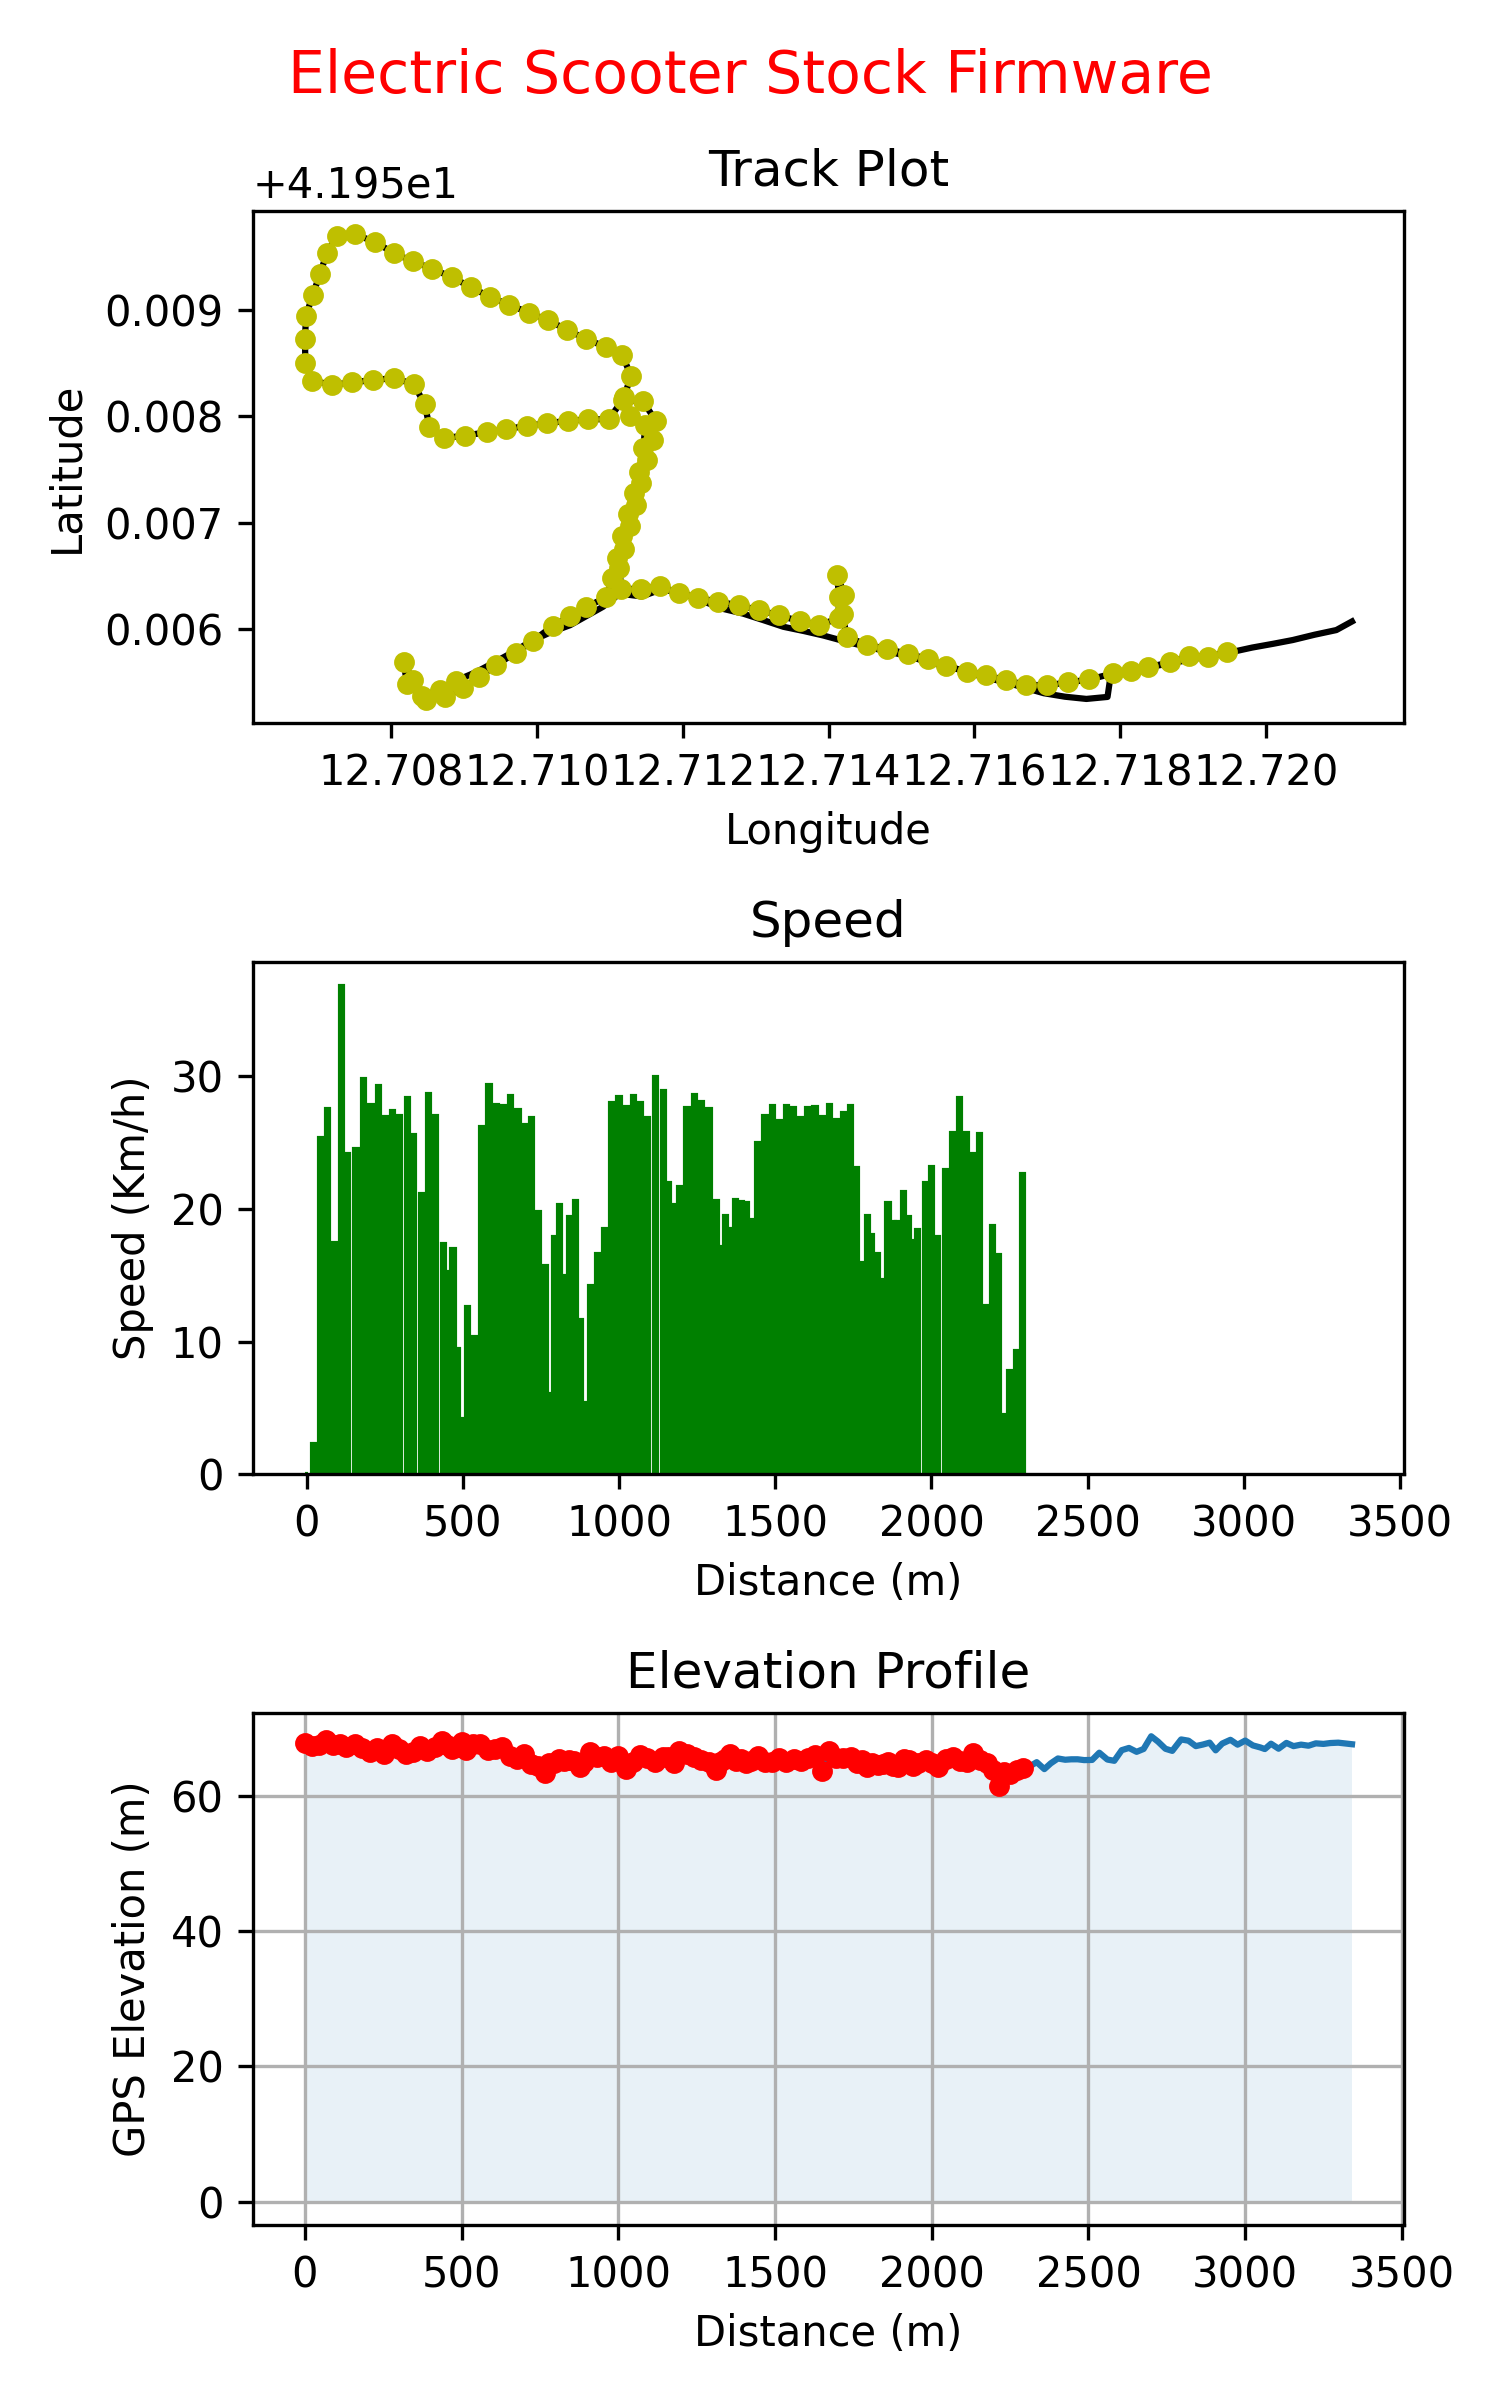 Electric Scooter Stock Firmware
Track Plot
+4.195e1
0.009
0.008
0.007
0.006
Latitude
12.708 12.710 12.712 12.714 12.716 12.718 12.720
Longitude
Speed
30
20
10
0
Speed (Km/h)
0 500 1000 1500 2000 2500 3000 3500
Distance (m)
Elevation Profile
60
40
20
0
GPS Elevation (m)
0 500 1000 1500 2000 2500 3000 3500
Distance (m)